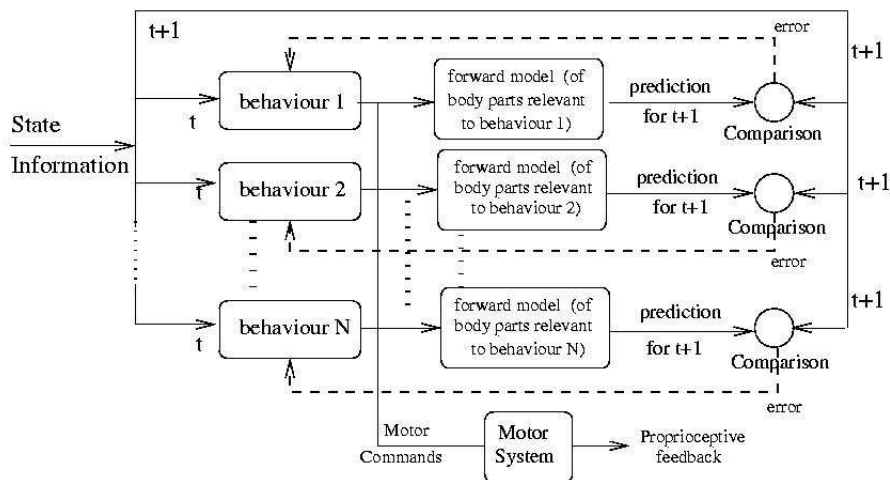 t+1
error
t+1
State
Information
t
behaviour 1
forward model (of
body parts relevant
to behaviour 1)
prediction
for t+1
Comparison
t
behaviour 2
forward model (of
body parts relevant
to behaviour 2)
prediction
for t+1
Comparison
t+1
error
t
behaviour N
forward model (of
body parts relevant
to behaviour N)
prediction
for t+1
Comparison
t+1
error
Motor
Commands
Motor
System
Proprioceptive
feedback